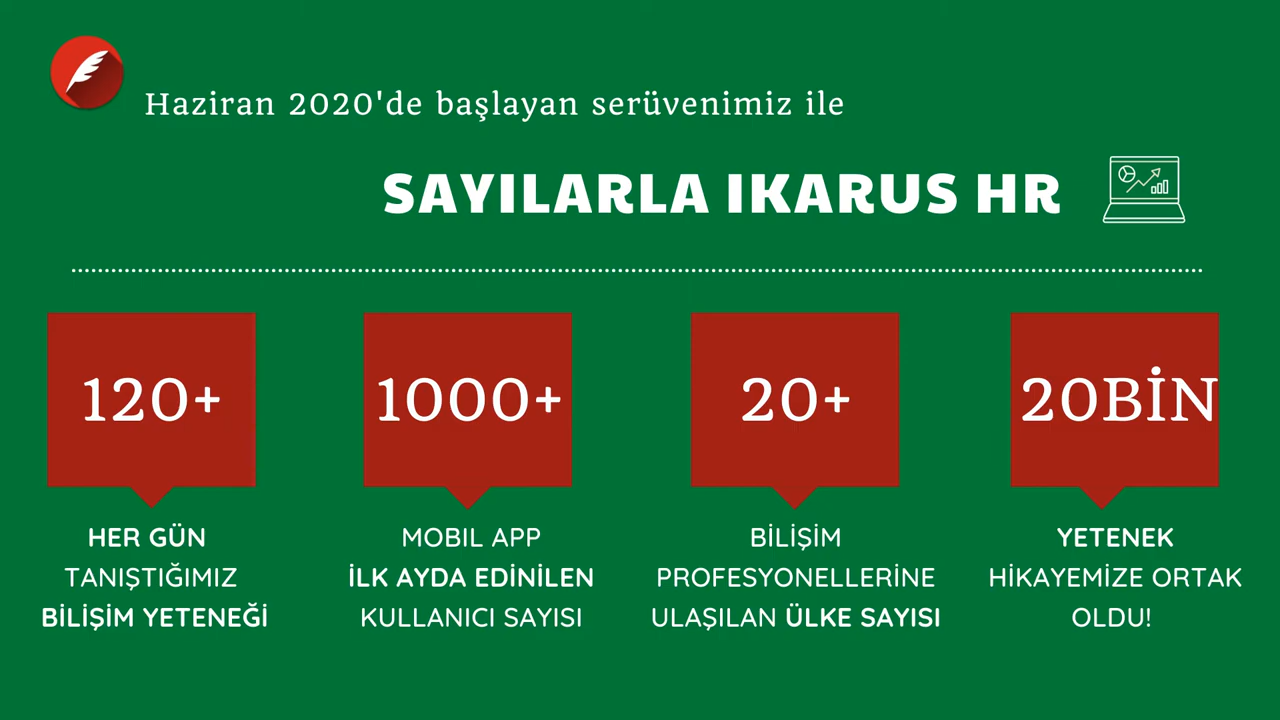 Haziran 2020'de başlayan serüvenimiz ile
SAYILARLA IKARUS HR
120+
HER GÜN
TANIŞTIĞIMIZ
BİLİŞİM YETENEĞİ
1000+
MOBIL APP
İLK AYDA EDİNİLEN
KULLANICI SAYISI
20+
BİLİŞİM
PROFESYONELLERİNE
ULAŞILAN ÜLKE SAYISI
20BİN
YETENEK
HİKAYEMİZE ORTAK
OLDU!